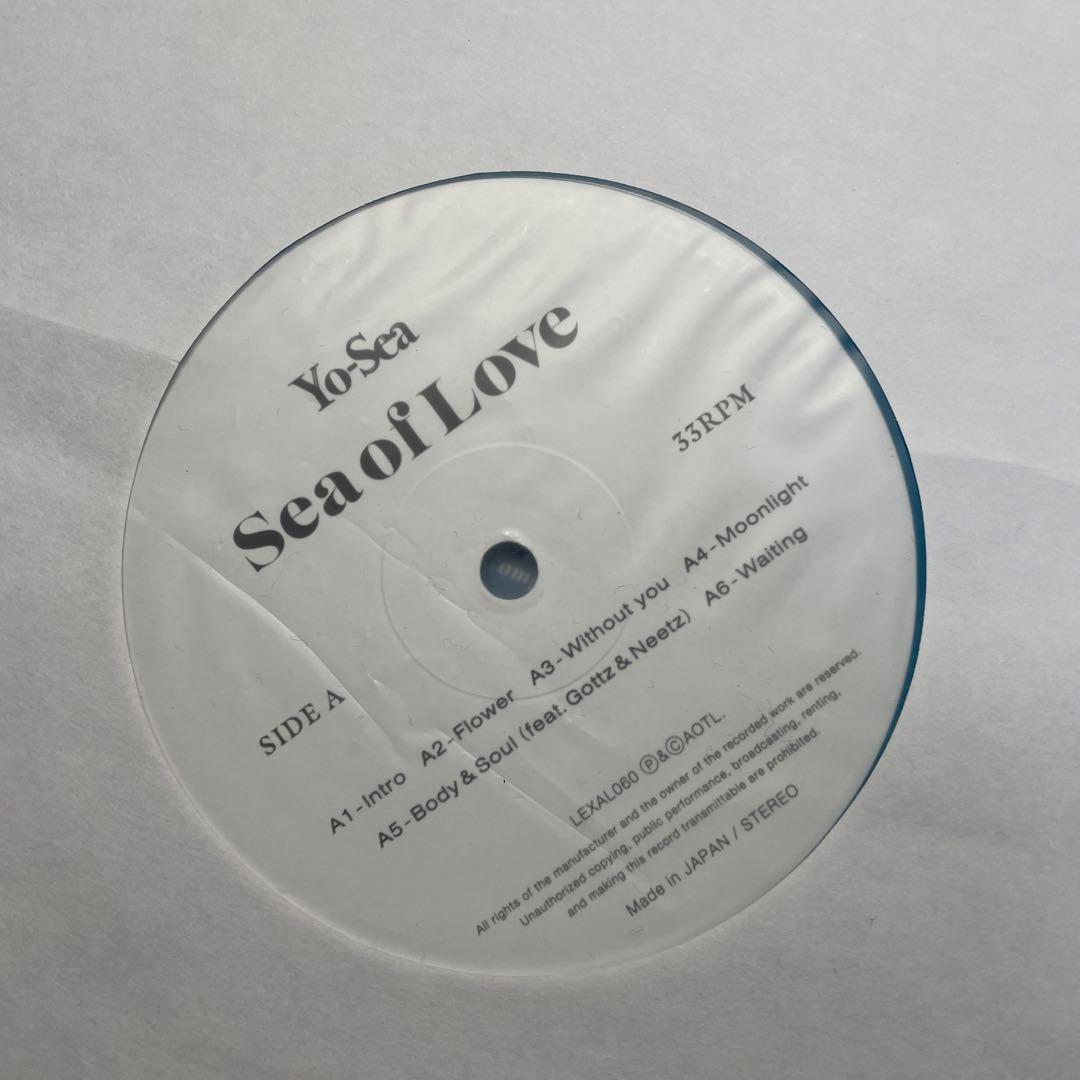 Yo-Sea
Sea of Love
33RPM
SIDE A
A1-Intro A2-Flower A3-Without you A4-Moonlight
A5-Body & Soul (feat. Gottz & Neetz) A6-Waiting
LEXAL060 Ⓟ&ⒸAOTL.
All rights of the manufacturer and the owner of the recorded work are reserved.
Unauthorized copying, public performance, broadcasting, renting,
and making this record transmittable are prohibited.
Made in JAPAN / STEREO